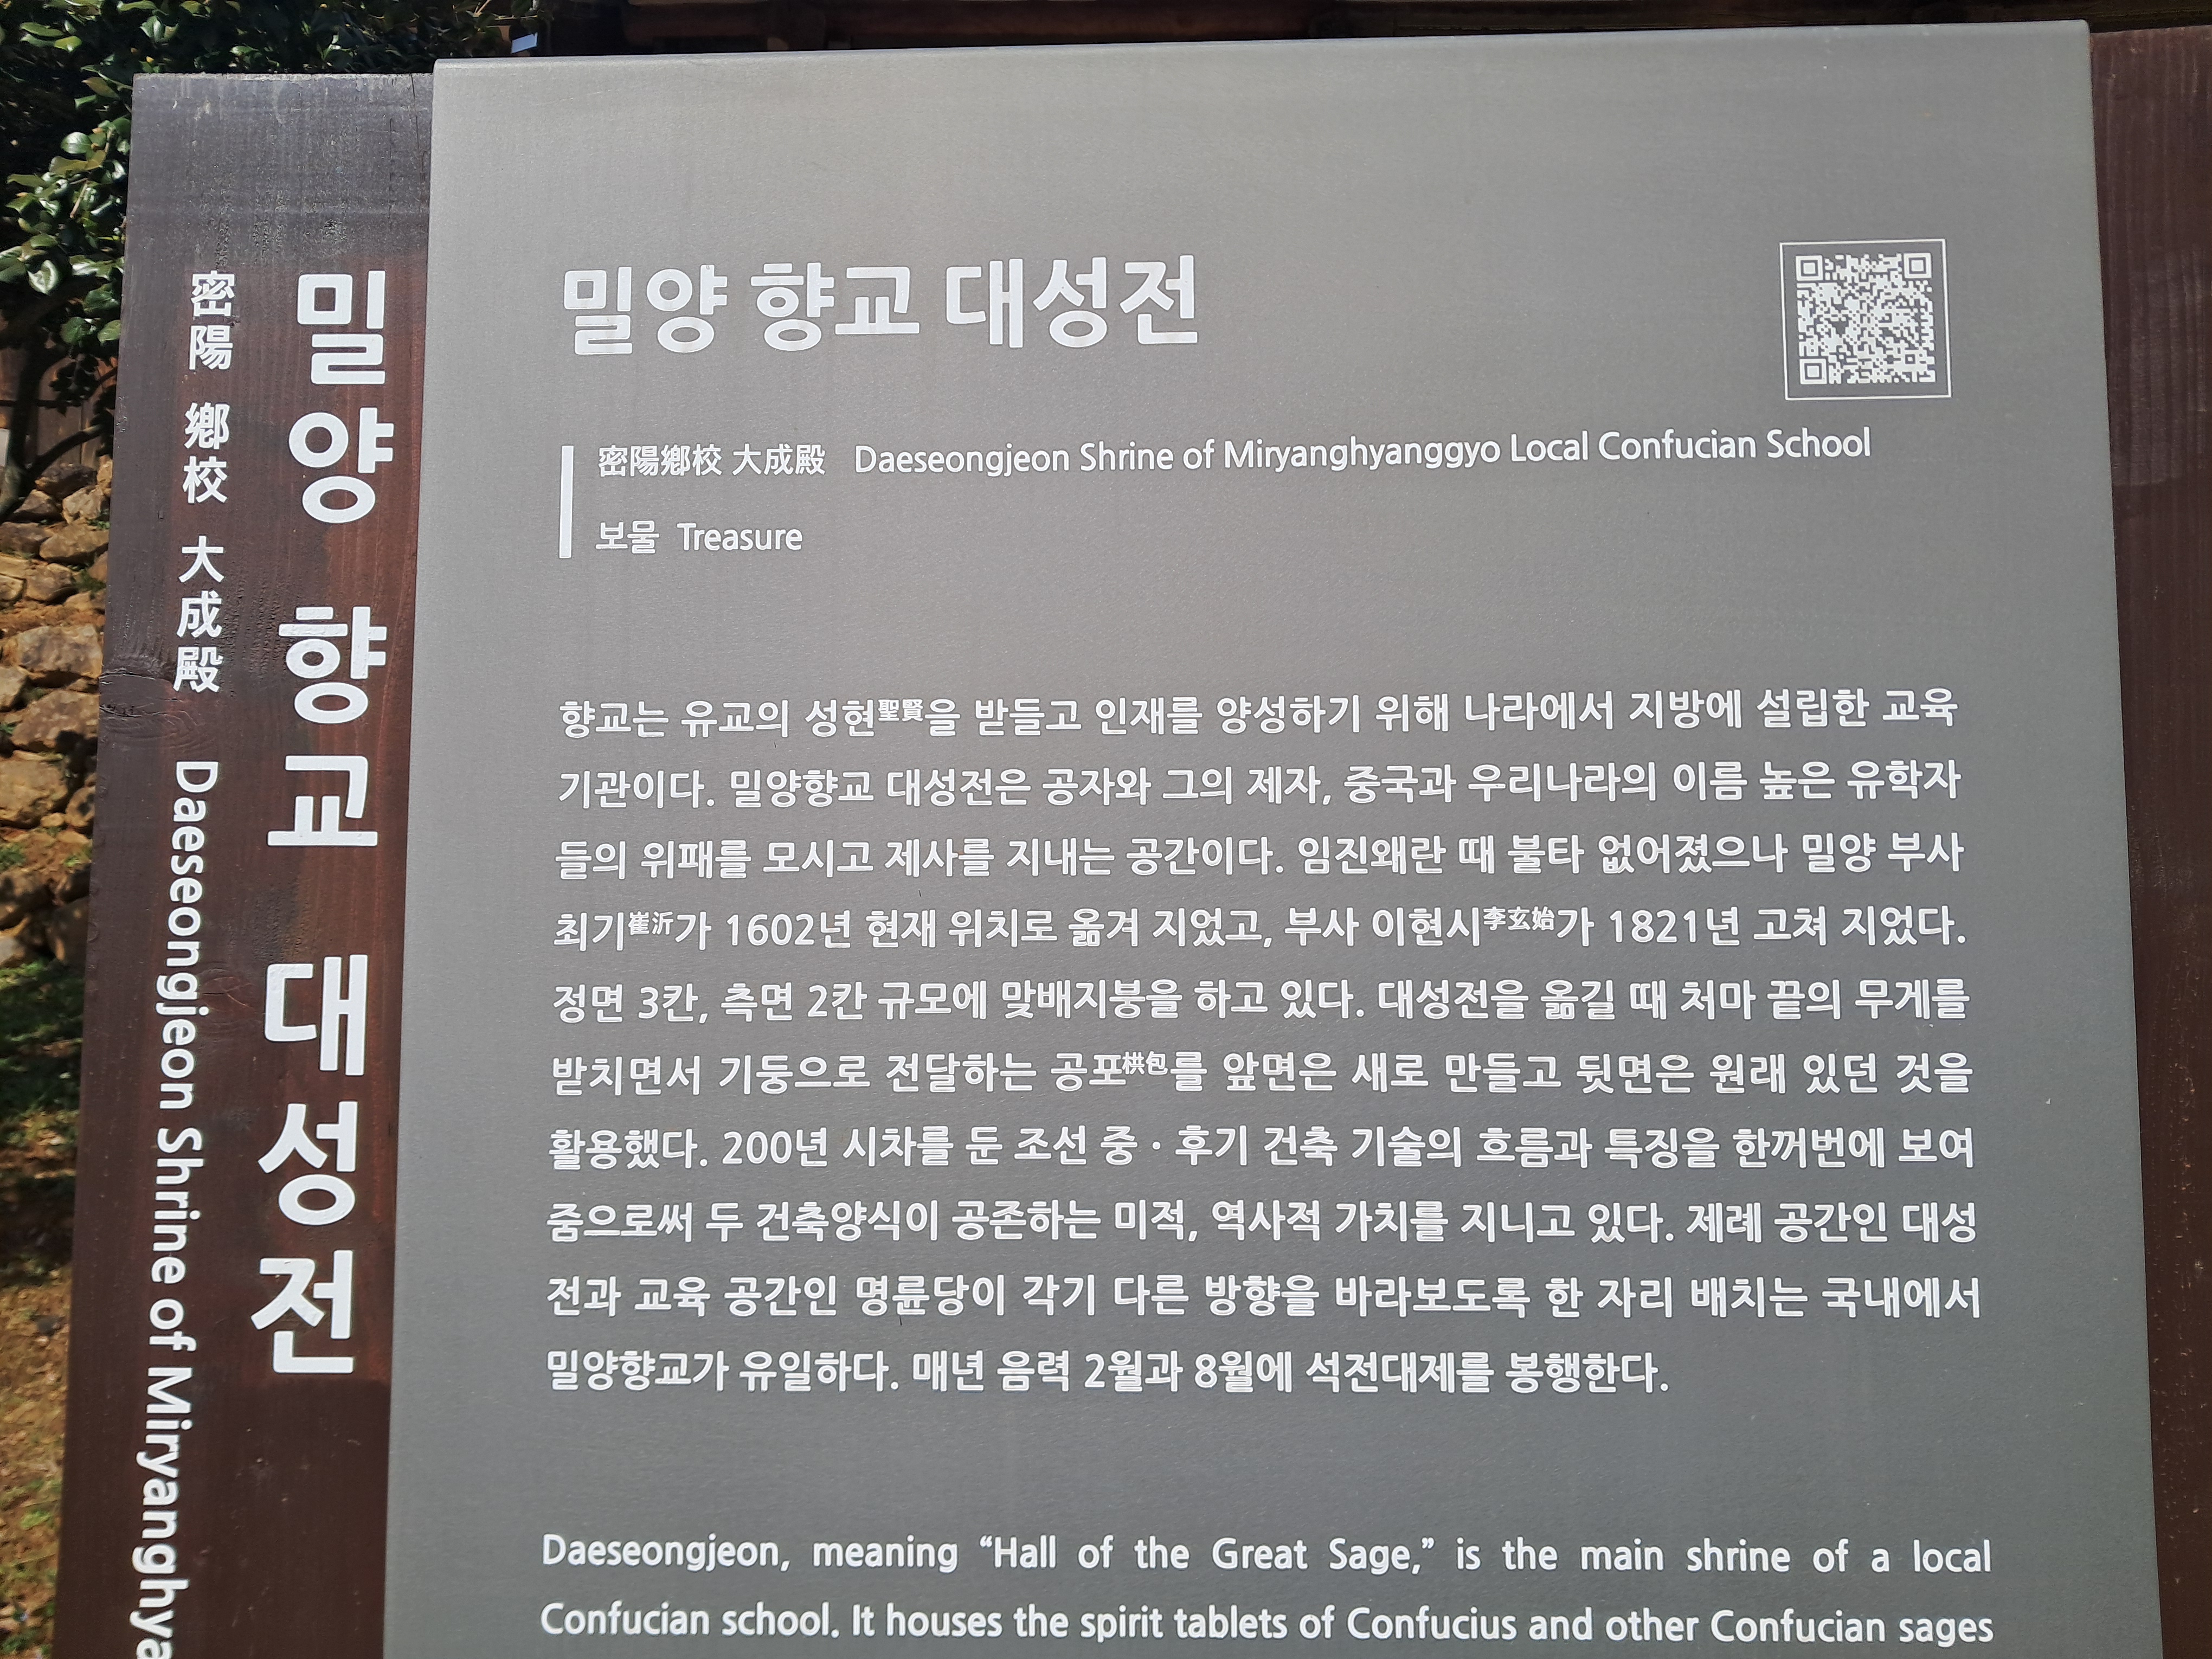 密陽 鄕校 大成殿 Daeseongjeon Shrine of Miryanghya
밀양 향교 대성전
밀양 향교 대성전
密陽鄕校 大成殿 Daeseongjeon Shrine of Miryanghyanggyo Local Confucian School
보물 Treasure
향교는 유교의 성현聖賢을 받들고 인재를 양성하기 위해 나라에서 지방에 설립한 교육
기관이다. 밀양향교 대성전은 공자와 그의 제자, 중국과 우리나라의 이름 높은 유학자
들의 위패를 모시고 제사를 지내는 공간이다. 임진왜란 때 불타 없어졌으나 밀양 부사
최기崔沂가 1602년 현재 위치로 옮겨 지었고, 부사 이현시李玄始가 1821년 고쳐 지었다.
정면 3칸, 측면 2칸 규모에 맞배지붕을 하고 있다. 대성전을 옮길 때 처마 끝의 무게를
받치면서 기둥으로 전달하는 공포栱包를 앞면은 새로 만들고 뒷면은 원래 있던 것을
활용했다. 200년 시차를 둔 조선 중·후기 건축 기술의 흐름과 특징을 한꺼번에 보여
줌으로써 두 건축양식이 공존하는 미적, 역사적 가치를 지니고 있다. 제례 공간인 대성
전과 교육 공간인 명륜당이 각기 다른 방향을 바라보도록 한 자리 배치는 국내에서
밀양향교가 유일하다. 매년 음력 2월과 8월에 석전대제를 봉행한다.
Daeseongjeon, meaning “Hall of the Great Sage,” is the main shrine of a local
Confucian school. It houses the spirit tablets of Confucius and other Confucian sages